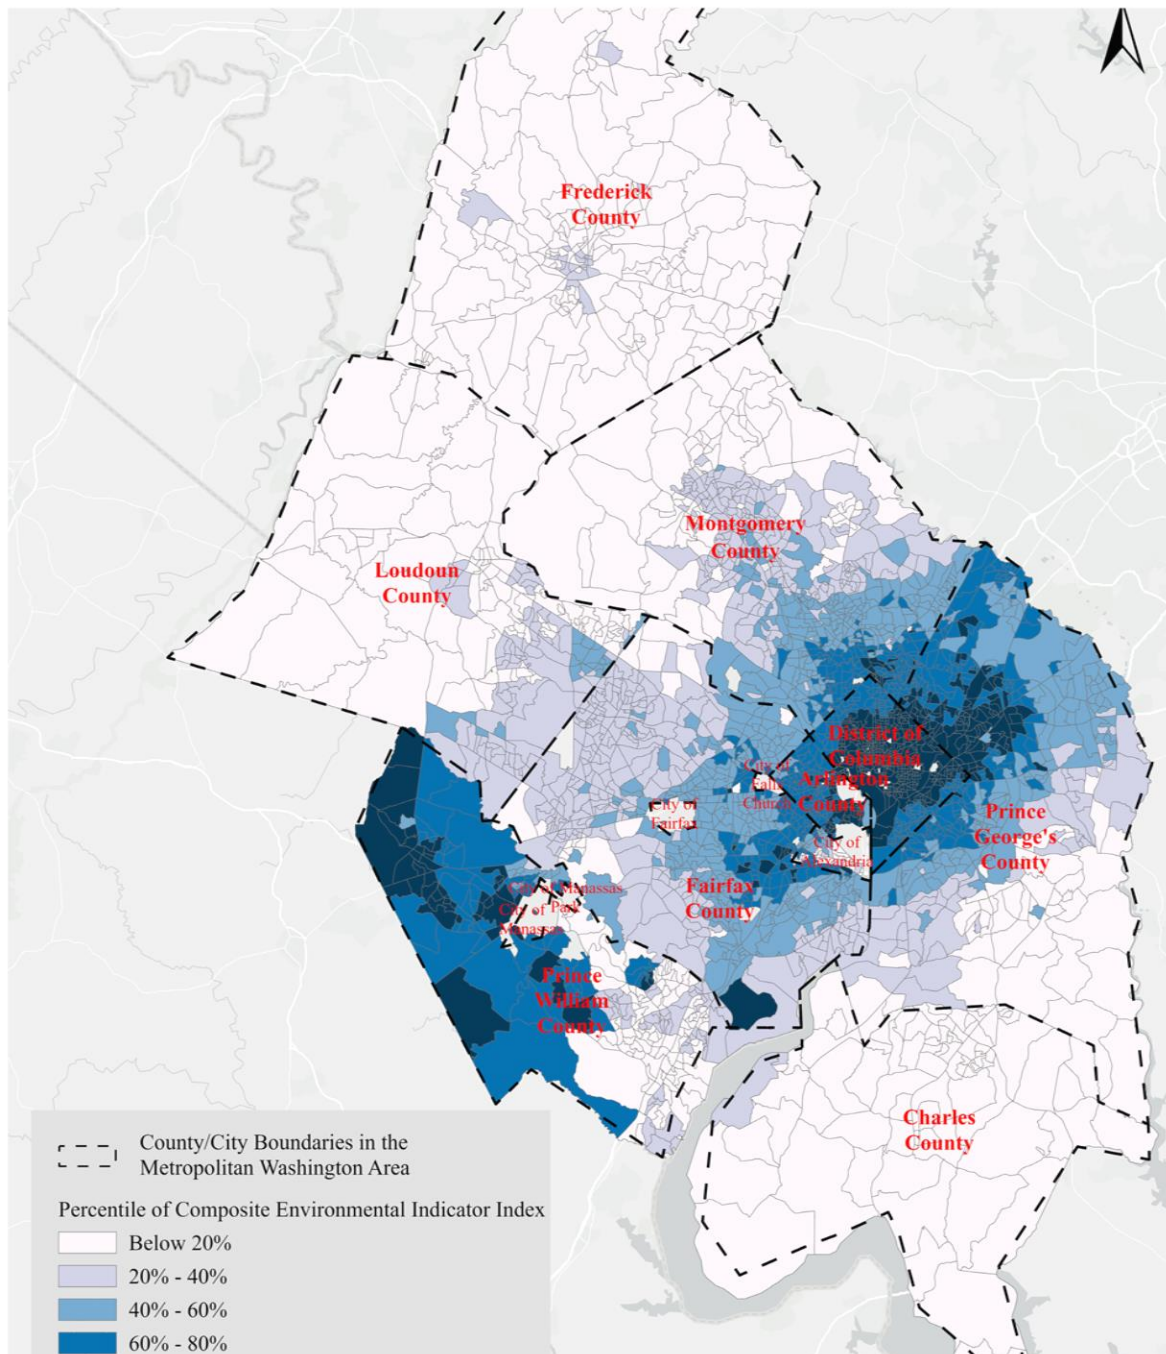 Frederick
County
Montgomery
County
Loudoun
County
District of
Columbia
City of
Falls
Church
Arlington
County
City of
Fairfax
Prince
George's
County
City of
Alexandria
Fairfax
County
City of Manassas
Park
City of
Manassas
Prince
William
County
Charles
County
County/City Boundaries in the
Metropolitan Washington Area
Percentile of Composite Environmental Indicator Index
Below 20%
20% - 40%
40% - 60%
60% - 80%